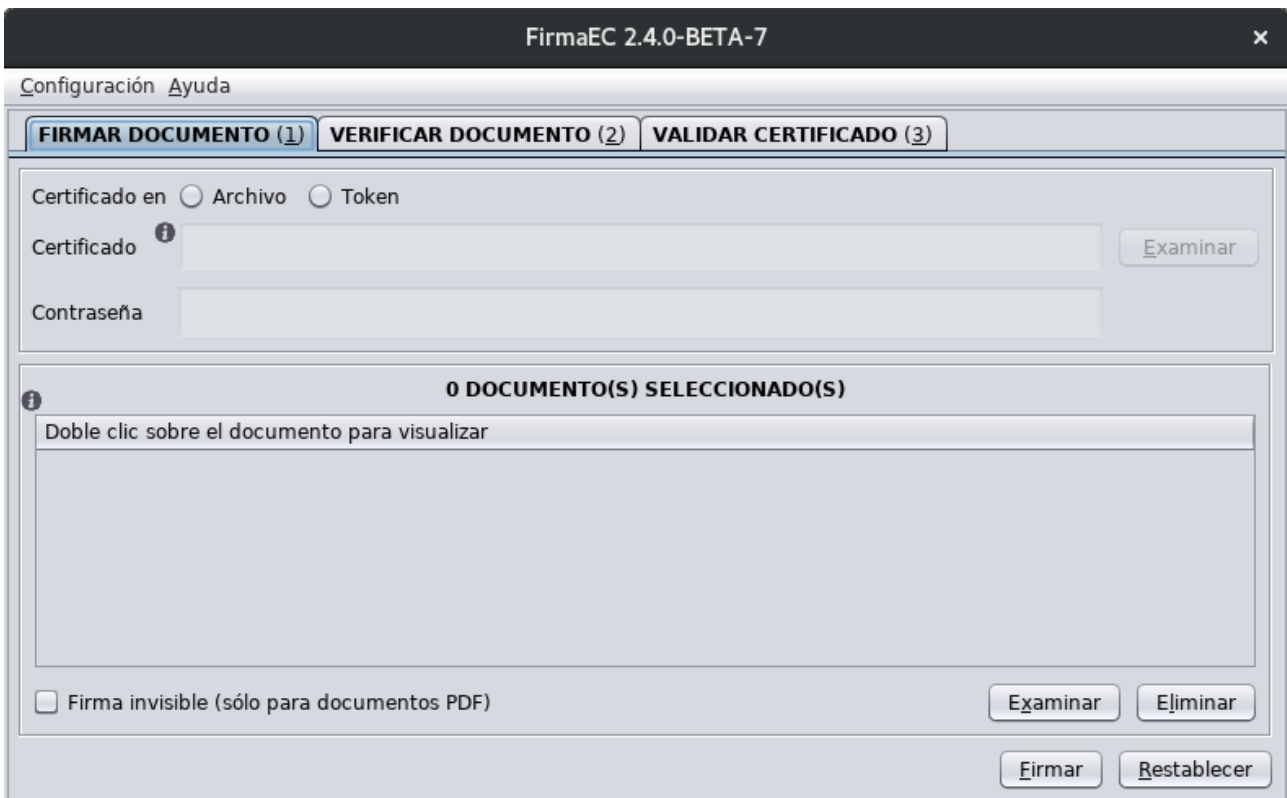 FirmaEC 2.4.0-BETA-7 ×
Configuración Ayuda
FIRMAR DOCUMENTO (1) VERIFICAR DOCUMENTO (2) VALIDAR CERTIFICADO (3)
Certificado en Archivo Token
Certificado Examinar
Contraseña
0 DOCUMENTO(S) SELECCIONADO(S)
Doble clic sobre el documento para visualizar
Firma invisible (sólo para documentos PDF) Examinar Eliminar
Firmar Restablecer